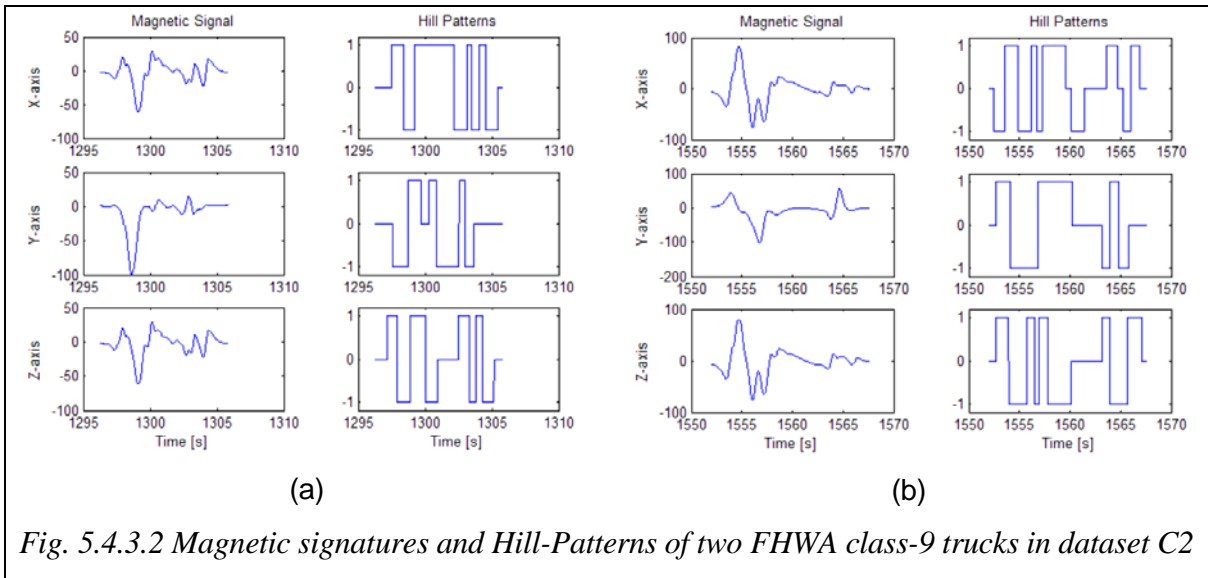 Magnetic Signal
Hill Patterns
Magnetic Signal
Hill Patterns
X-axis
50
0
-50
-100
1295 1300 1305 1310
1
0
-1
1295 1300 1305 1310
X-axis
100
0
-100
1550 1555 1560 1565 1570
1
0
-1
1550 1555 1560 1565 1570
Y-axis
50
0
-50
-100
1295 1300 1305 1310
1
0
-1
1295 1300 1305 1310
Y-axis
100
0
-100
-200
1550 1555 1560 1565 1570
1
0
-1
1550 1555 1560 1565 1570
Z-axis
50
0
-50
-100
1295 1300 1305 1310
Time [s]
1
0
-1
1295 1300 1305 1310
Time [s]
Z-axis
100
0
-100
1550 1555 1560 1565 1570
Time [s]
1
0
-1
1550 1555 1560 1565 1570
Time [s]
(a)
(b)
Fig. 5.4.3.2 Magnetic signatures and Hill-Patterns of two FHWA class-9 trucks in dataset C2